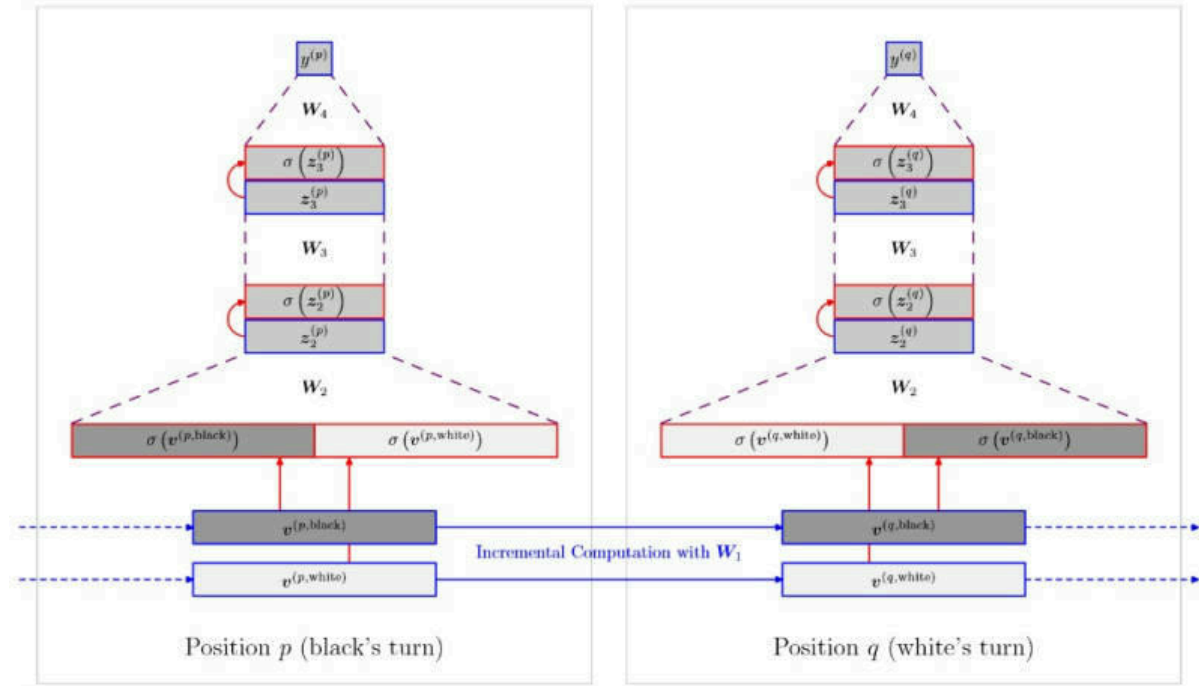 y^(p)
W_4
σ(z_3^(p))
z_3^(p)
W_3
σ(z_2^(p))
z_2^(p)
W_2
σ(v^(p,black)) σ(v^(p,white))
v^(p,black)
v^(p,white)
Position p (black's turn)
Incremental Computation with W_1
y^(q)
W_4
σ(z_3^(q))
z_3^(q)
W_3
σ(z_2^(q))
z_2^(q)
W_2
σ(v^(q,white)) σ(v^(q,black))
v^(q,black)
v^(q,white)
Position q (white's turn)